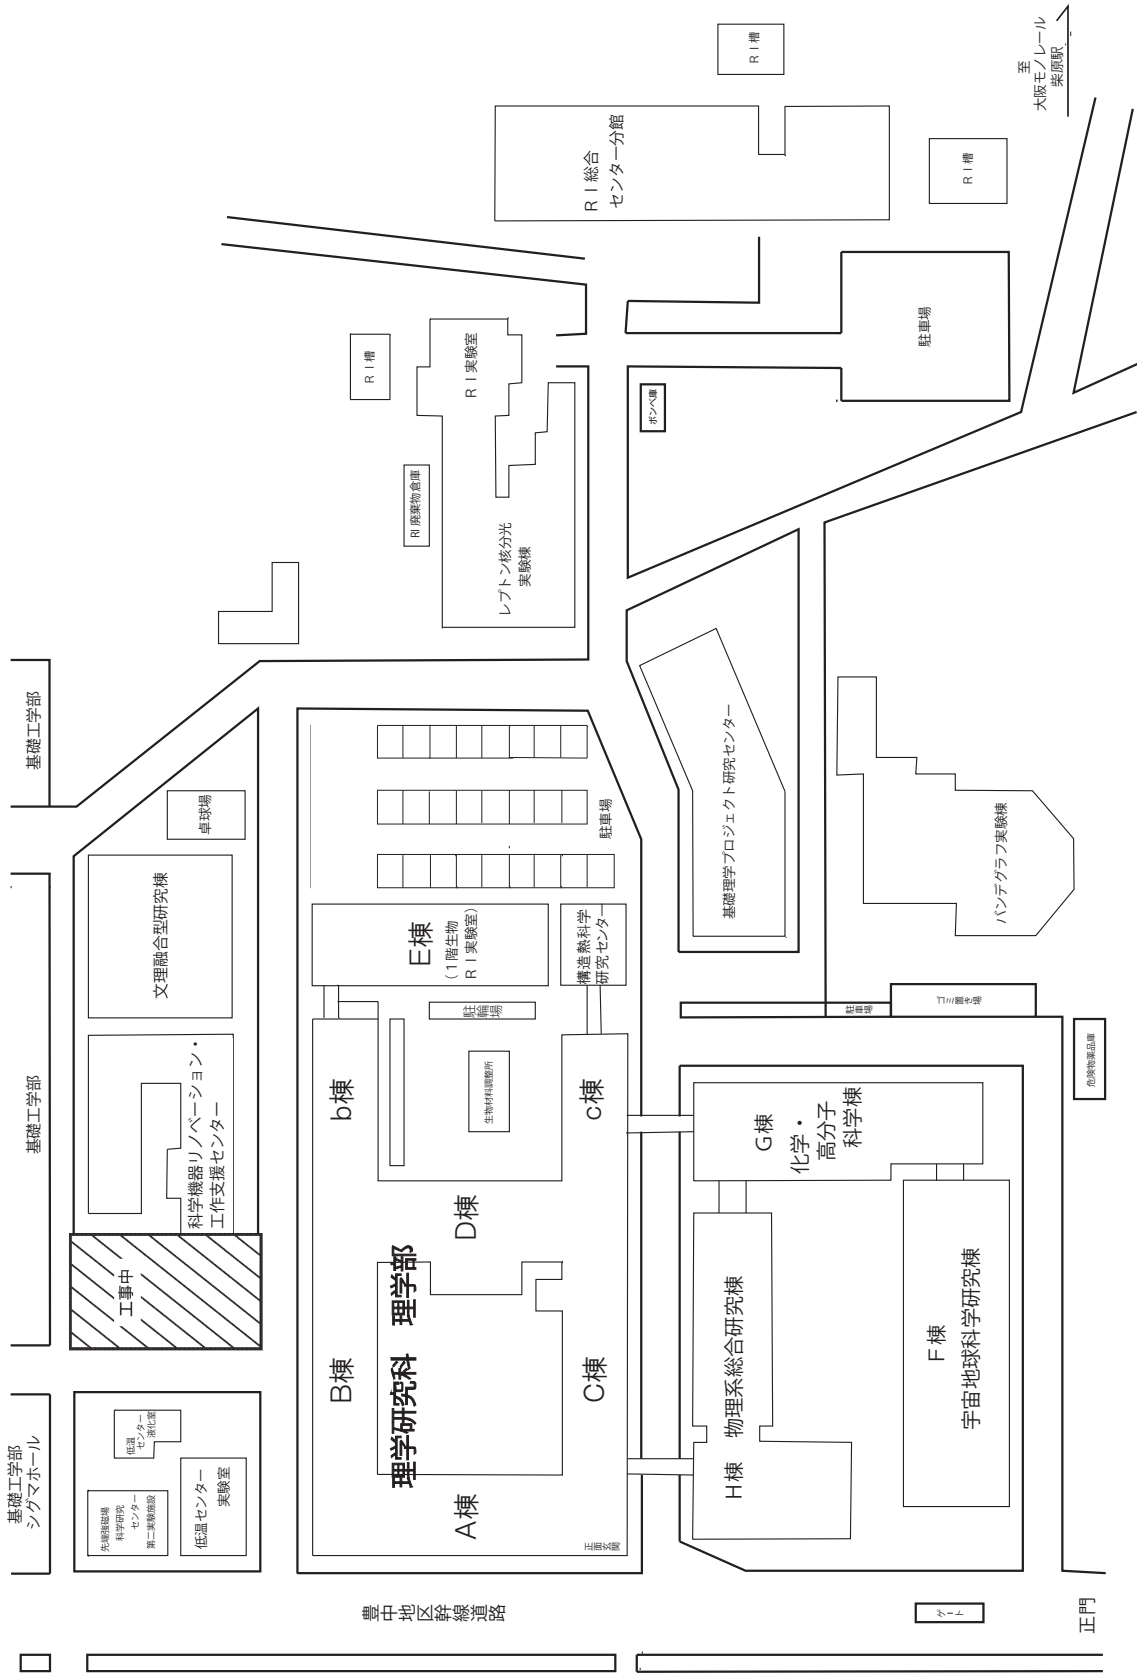 基礎工学部
シグマホール
基礎工学部
基礎工学部
先端強磁場
科学研究
センター
第二実験施設
低温
センター
液化室
低温センター
実験室
工事中
科学機器リノベーション・
工作支援センター
文理融合型研究棟
卓球場
豊中地区幹線道路
A棟
正面
玄関
B棟
理学研究科　理学部
C棟
D棟
b棟
c棟
生物材料調整所
駐輪場
E棟
（１階生物
ＲＩ実験室）
構造熱科学
研究センター
駐車場
RI廃棄物倉庫
ＲＩ槽
ＲＩ実験室
レプトン核分光
実験棟
ボンベ庫
ＲＩ総合
センター分館
ＲＩ槽
ＲＩ槽
駐車場
至
大阪モノレール
柴原駅
基礎理学プロジェクト研究センター
バンデグラフ実験棟
駐車場
ゴミ置き場
危険物薬品庫
G棟
化学・
高分子
科学棟
H棟　物理系総合研究棟
F棟
宇宙地球科学研究棟
ゲート
正門